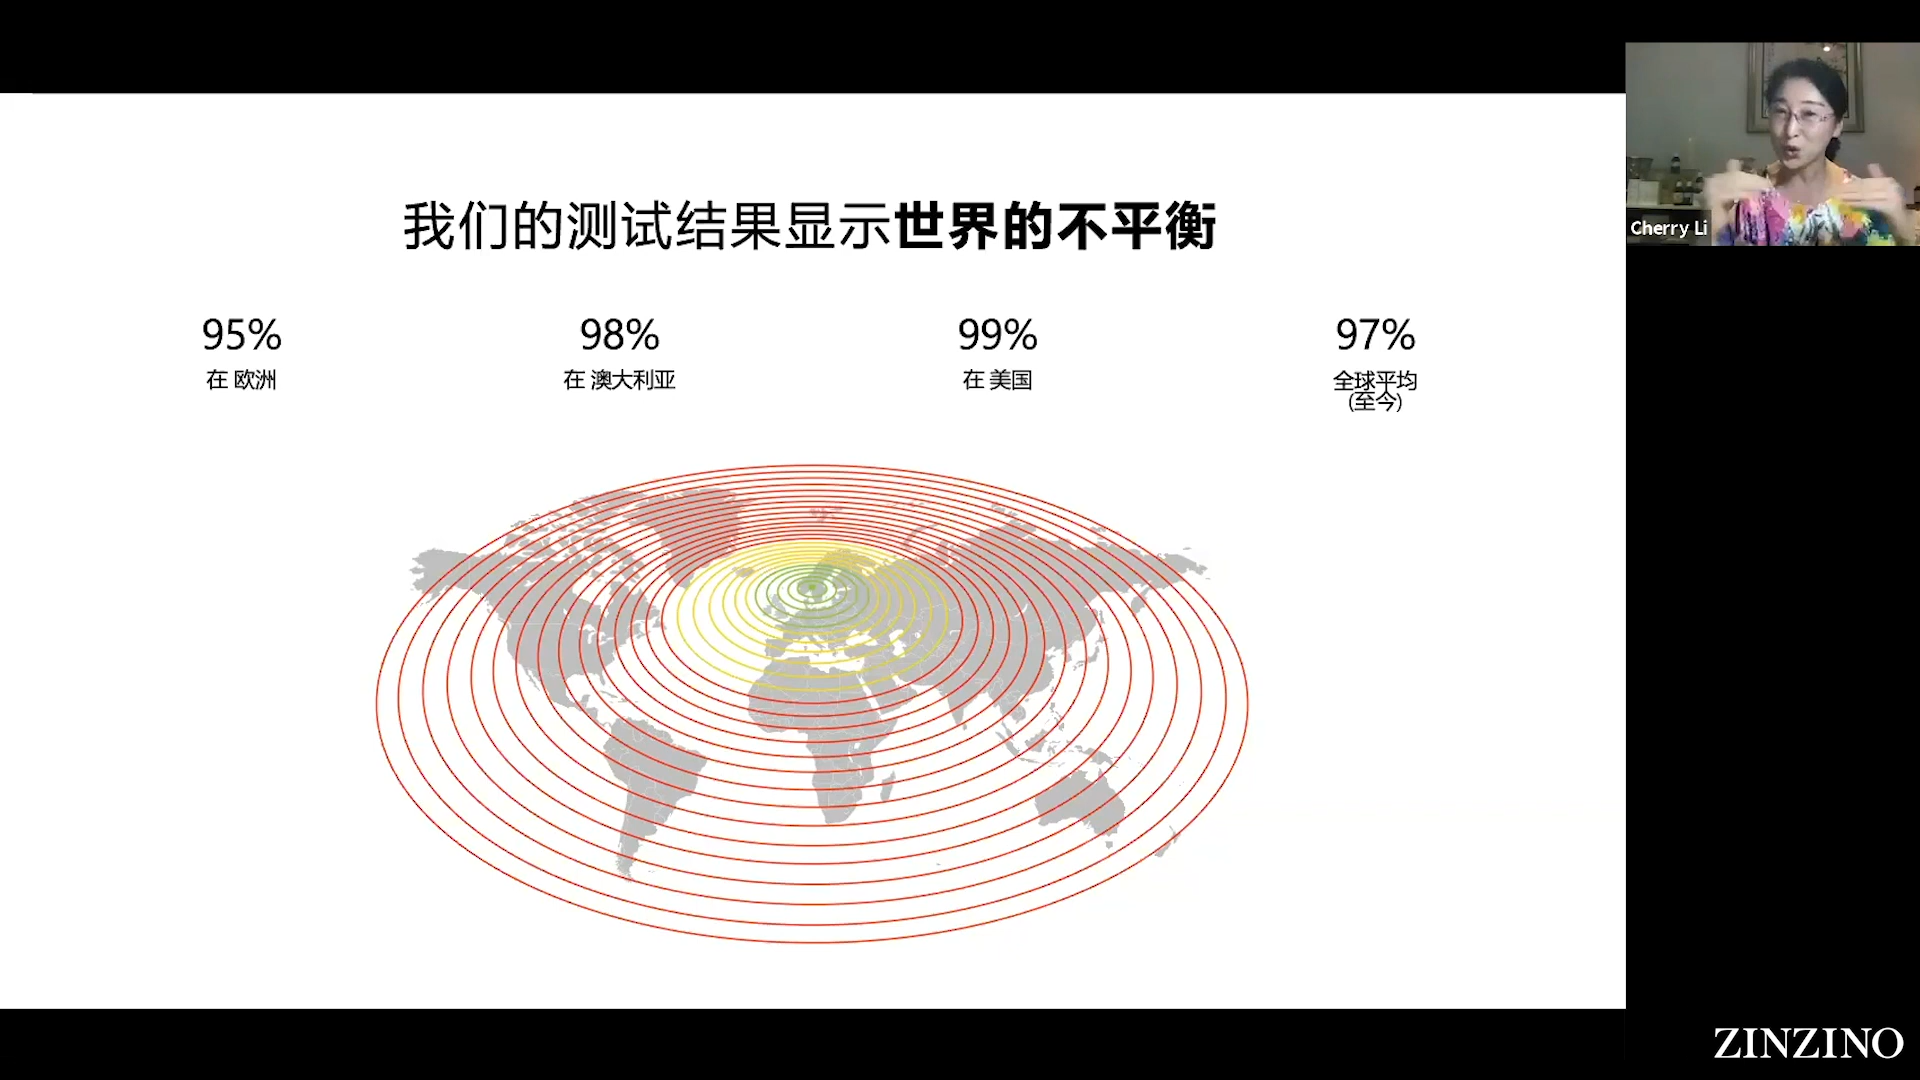 我们的测试结果显示世界的不平衡
95%
在 欧洲
98%
在 澳大利亚
99%
在 美国
97%
全球平均
(至今)
Cherry Li
ZINZINO